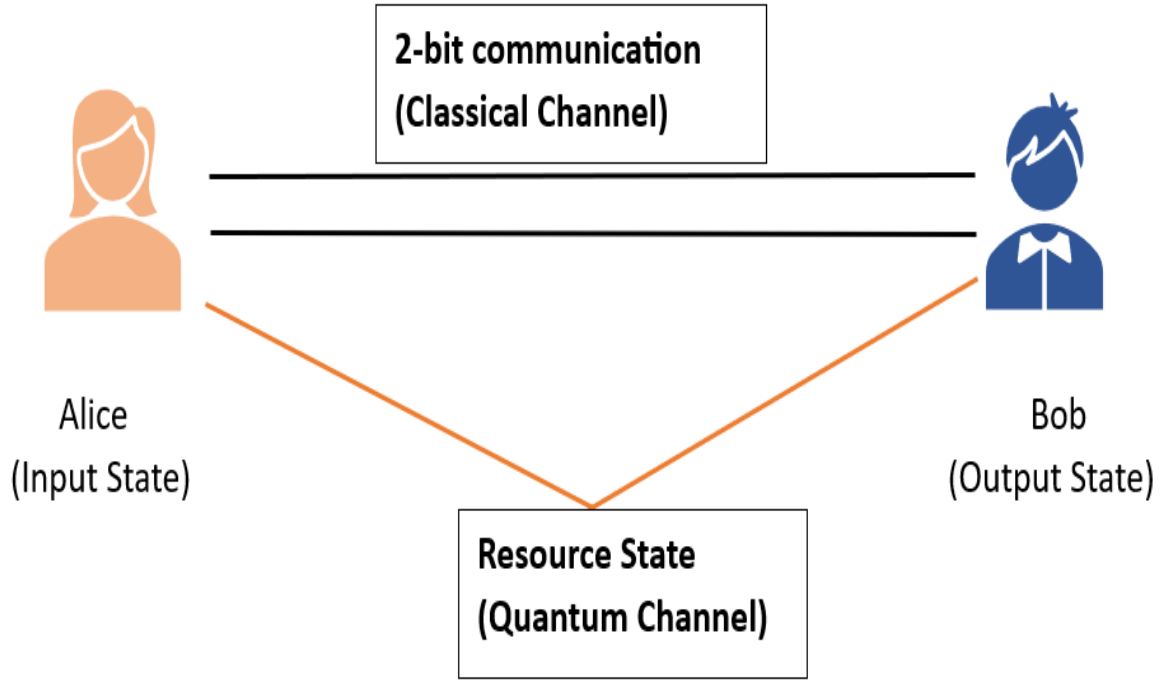 2-bit communication
(Classical Channel)
Alice
(Input State)
Bob
(Output State)
Resource State
(Quantum Channel)